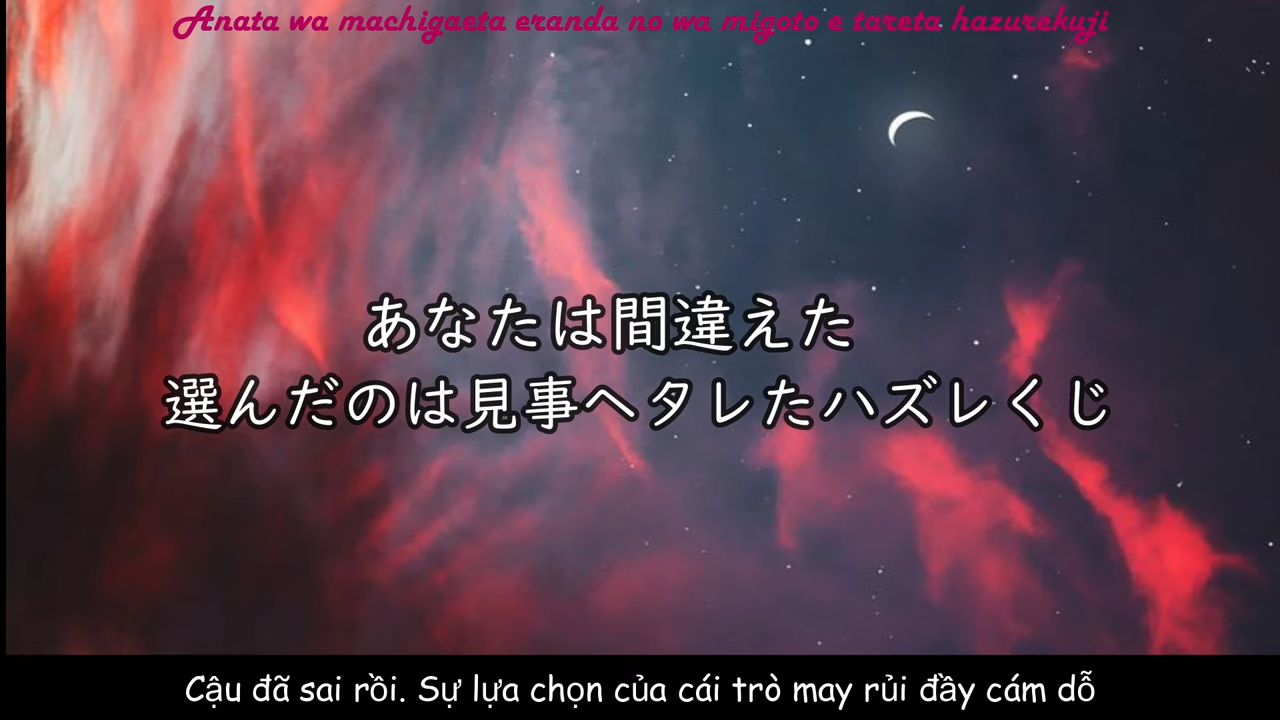 Anata wa machigaeta eranda no wa migoto e tareta hazurekuji
あなたは間違えた
選んだのは見事ヘタレたハズレくじ
Cậu đã sai rồi. Sự lựa chọn của cái trò may rủi đầy cám dỗ